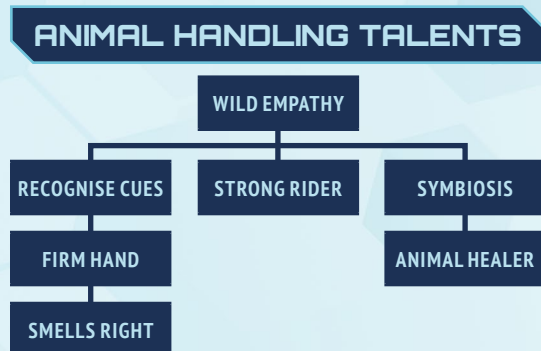 ANIMAL HANDLING TALENTS
WILD EMPATHY
RECOGNISE CUES
STRONG RIDER
SYMBIOSIS
FIRM HAND
ANIMAL HEALER
SMELLS RIGHT